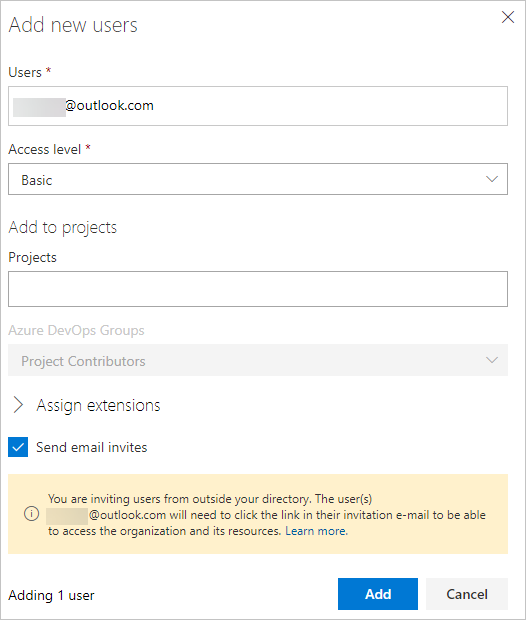 Add new users
Users *
@outlook.com
Access level *
Basic
Add to projects
Projects
Azure DevOps Groups
Project Contributors
Assign extensions
Send email invites
You are inviting users from outside your directory. The user(s)
@outlook.com will need to click the link in their invitation e-mail to be able
to access the organization and its resources. Learn more.
Adding 1 user
Add
Cancel